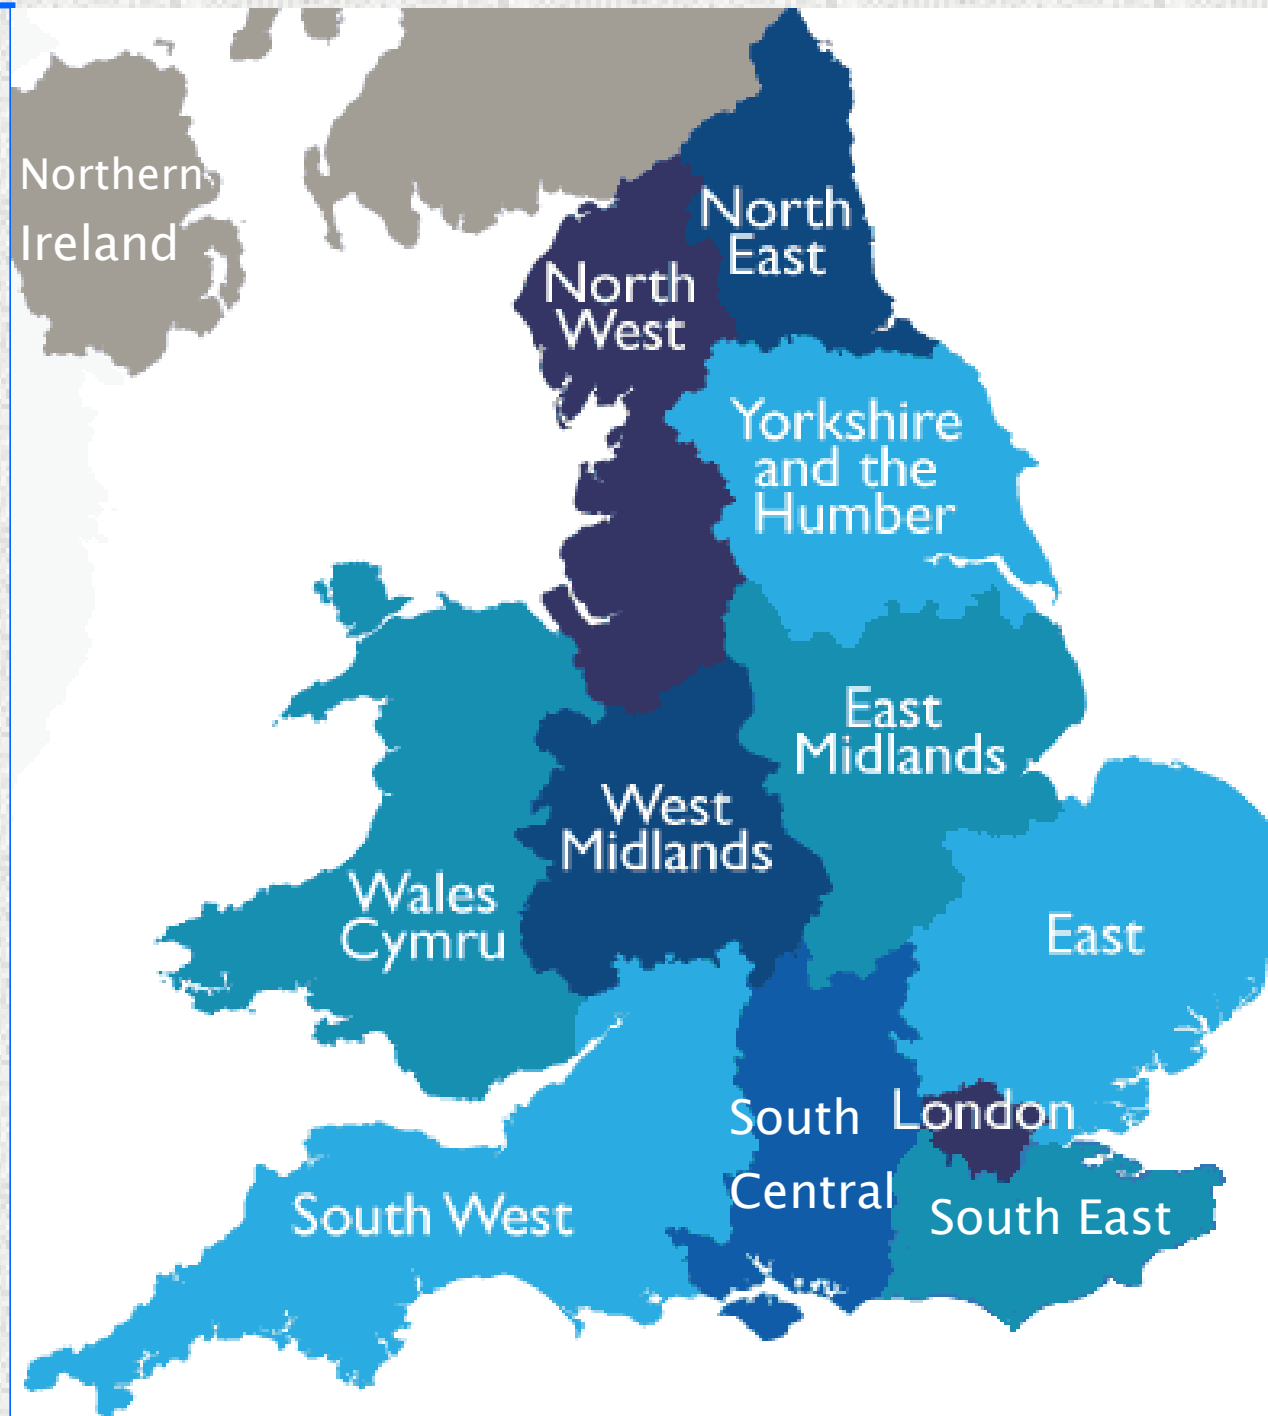 Northern
Ireland
North
East
North
West
Yorkshire
and the
Humber
East
Midlands
West
Midlands
Wales
Cymru
East
South
Central
London
South West
South East